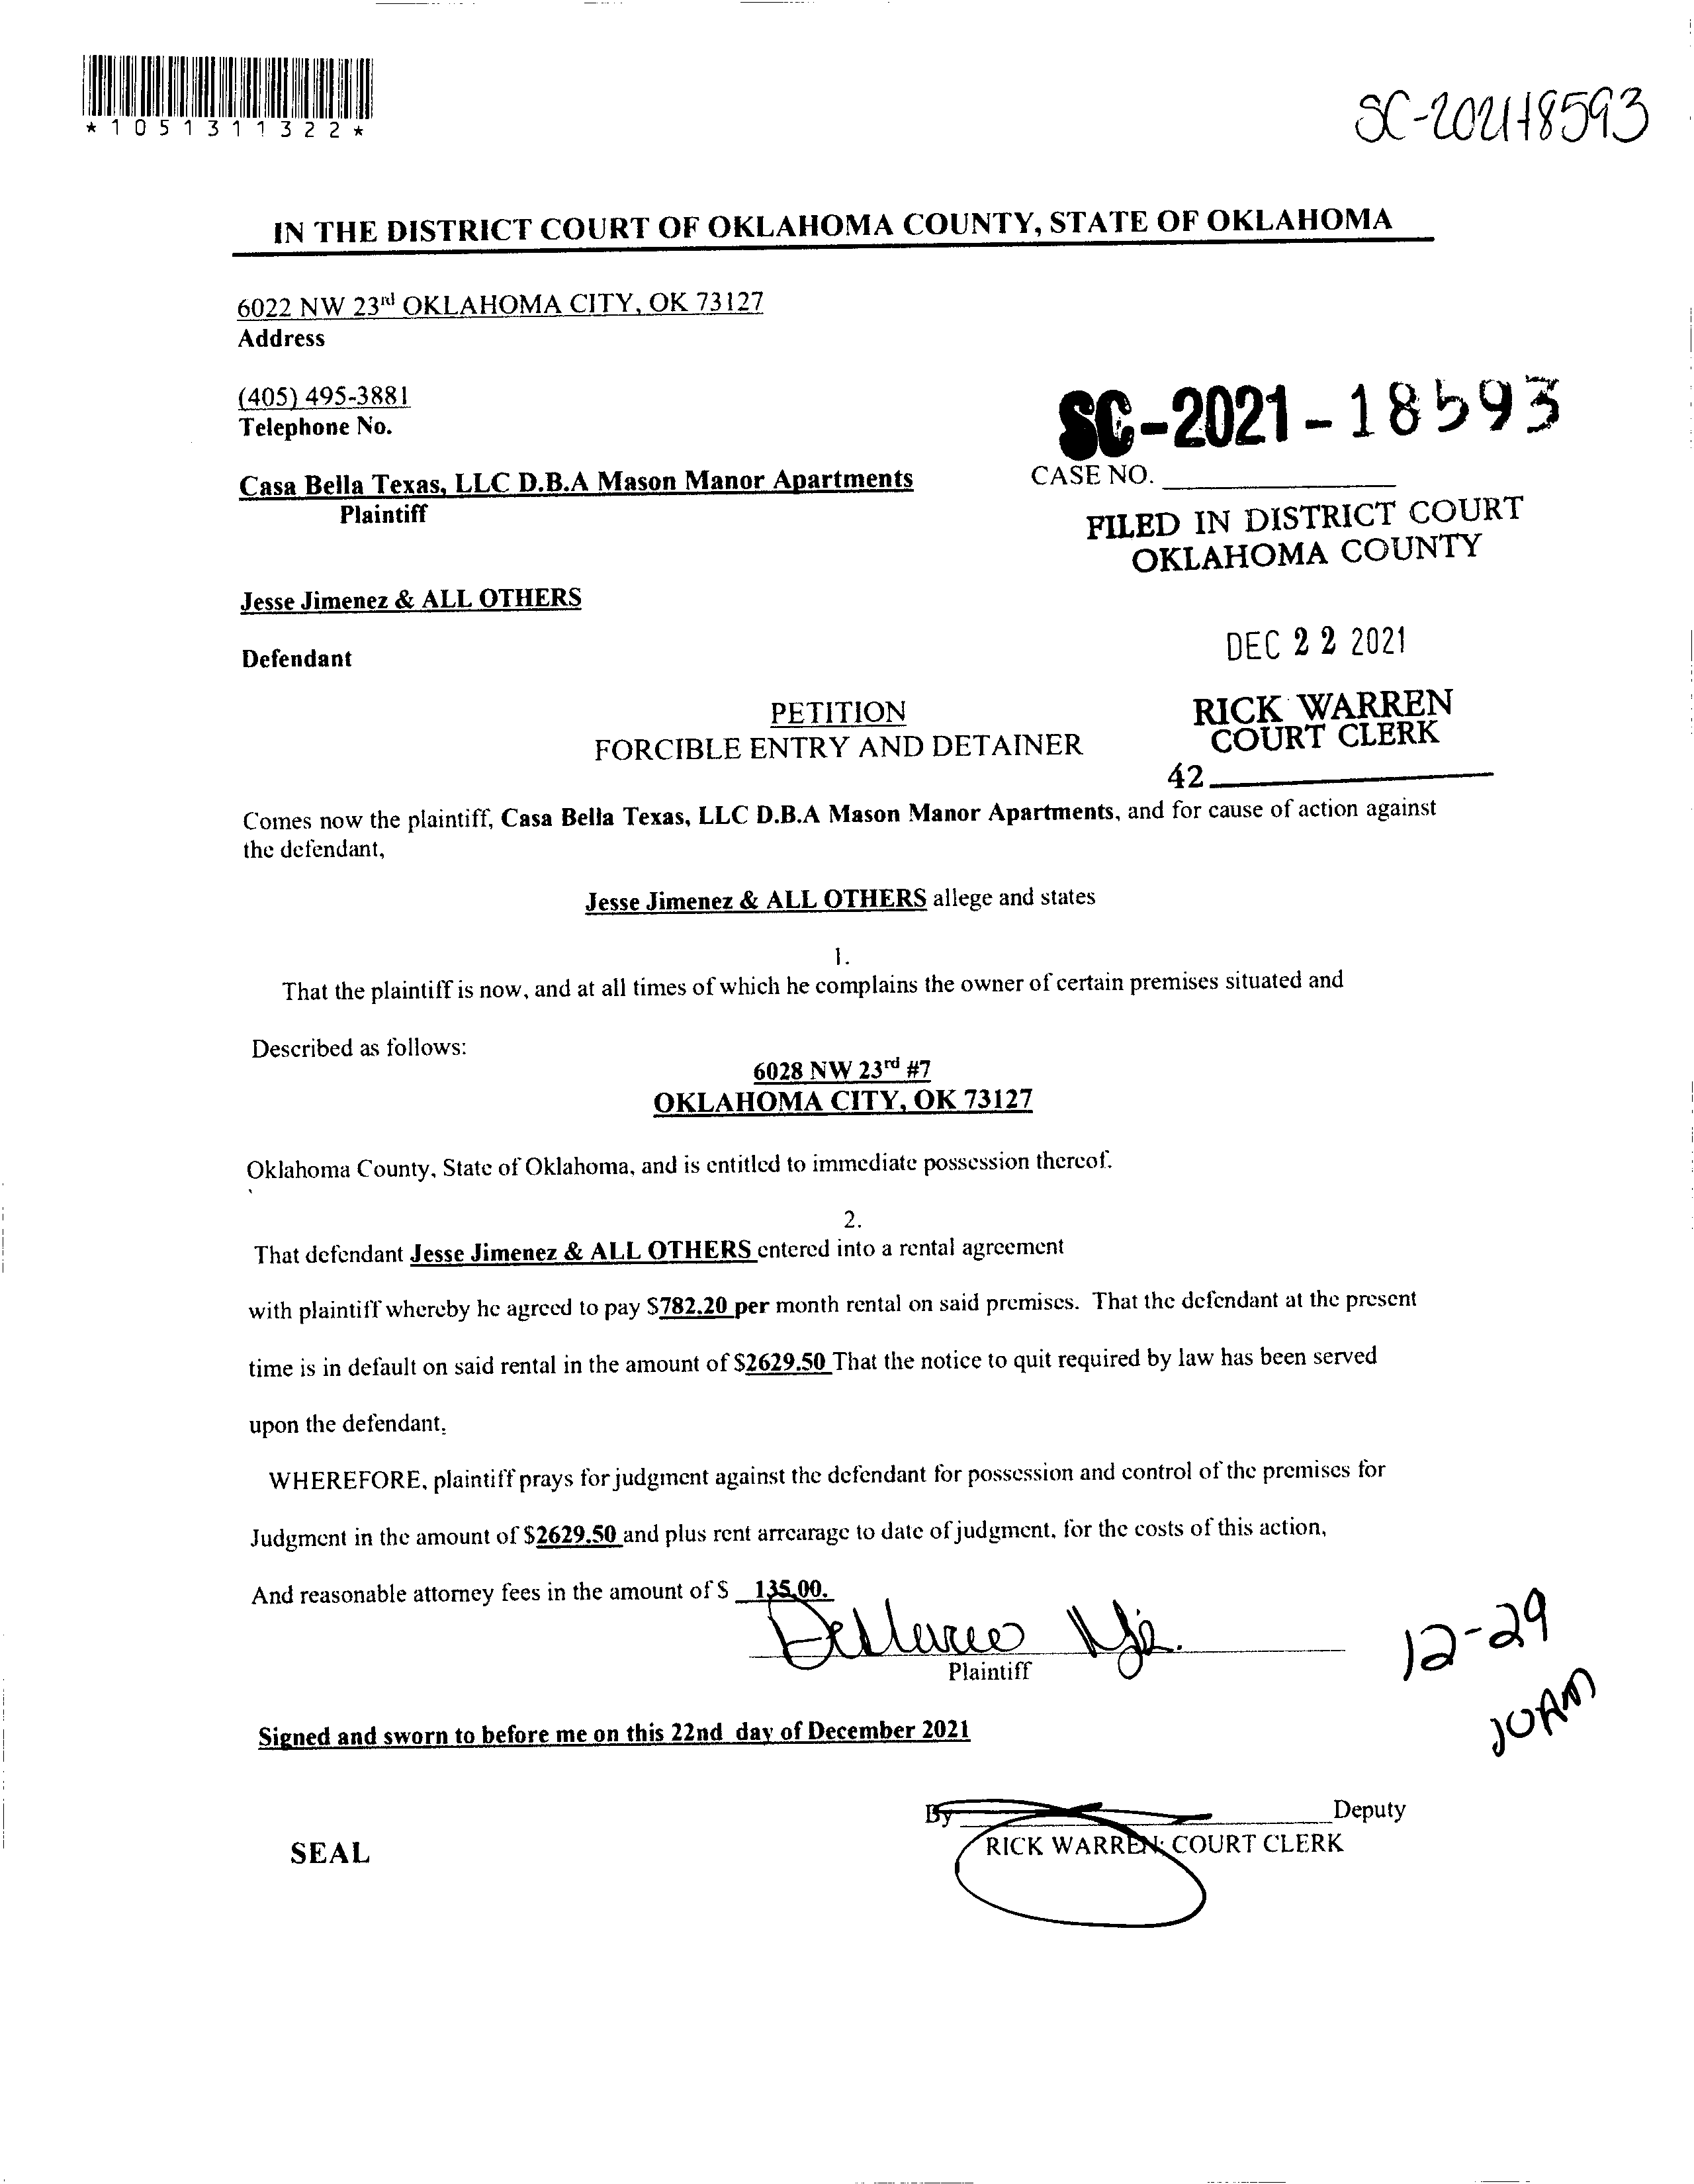 *1051311322*
SC-2021-18593
IN THE DISTRICT COURT OF OKLAHOMA COUNTY, STATE OF OKLAHOMA
6022 NW 23rd OKLAHOMA CITY, OK 73127
Address
(405) 495-3881
Telephone No.
SC-2021-18593
Casa Bella Texas, LLC D.B.A Mason Manor Apartments
CASE NO.
Plaintiff
FILED IN DISTRICT COURT
OKLAHOMA COUNTY
Jesse Jimenez & ALL OTHERS
DEC 22 2021
Defendant
PETITION
RICK WARREN
COURT CLERK
FORCIBLE ENTRY AND DETAINER
42
Comes now the plaintiff, Casa Bella Texas, LLC D.B.A Mason Manor Apartments, and for cause of action against
the defendant,
Jesse Jimenez & ALL OTHERS allege and states
1.
That the plaintiff is now, and at all times of which he complains the owner of certain premises situated and
Described as follows:
6028 NW 23rd #7
OKLAHOMA CITY, OK 73127
Oklahoma County, State of Oklahoma, and is entitled to immediate possession thereof.
2.
That defendant Jesse Jimenez & ALL OTHERS entered into a rental agreement
with plaintiff whereby he agreed to pay $782.20 per month rental on said premises. That the defendant at the present
time is in default on said rental in the amount of $2629.50 That the notice to quit required by law has been served
upon the defendant.
WHEREFORE, plaintiff prays for judgment against the defendant for possession and control of the premises for
Judgment in the amount of $2629.50 and plus rent arrearage to date of judgment, for the costs of this action,
And reasonable attorney fees in the amount of $ 135.00.
Plaintiff
12-29
10AM
Signed and sworn to before me on this 22nd day of December 2021
By Deputy
RICK WARREN: COURT CLERK
SEAL